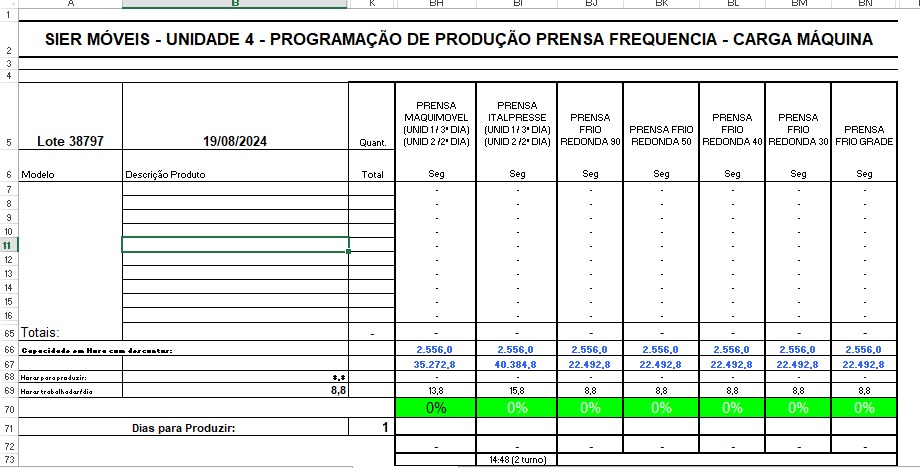 A B K BH BI BJ BK BL BM BN
1
2 SIER MÓVEIS - UNIDADE 4 - PROGRAMAÇÃO DE PRODUÇÃO PRENSA FREQUENCIA - CARGA MÁQUINA
3
4
5 Lote 38797 19/08/2024 Quant. PRENSA MAQUIMOVEL (UNID 1 / 3ª DIA) (UNID 2 /2ª DIA) PRENSA ITALPRESSE (UNID 1 / 3ª DIA) (UNID 2 /2ª DIA) PRENSA FRIO REDONDA 90 PRENSA FRIO REDONDA 50 PRENSA FRIO REDONDA 40 PRENSA FRIO REDONDA 30 PRENSA FRIO GRADE
6 Modelo Descrição Produto Total Seg Seg Seg Seg Seg Seg Seg
7 - - - - - - -
8 - - - - - - -
9 - - - - - - -
10 - - - - - - -
11 - - - - - - -
12 - - - - - - -
13 - - - - - - -
14 - - - - - - -
15 - - - - - - -
16 - - - - - - -
65 Totais: - - - - - - - -
66 Capacidade em Hora com descontar: 2.556,0 2.556,0 2.556,0 2.556,0 2.556,0 2.556,0 2.556,0
67 35.272,8 40.384,8 22.492,8 22.492,8 22.492,8 22.492,8 22.492,8
68 Horar para produzir: - - - - - - -
69 Horar trabalhadar/dia 8,8 13,8 15,8 8,8 8,8 8,8 8,8 8,8
70 0% 0% 0% 0% 0% 0% 0%
71 Dias para Produzir: 1
72 - - - - - - -
73 14:48 (2 turno)